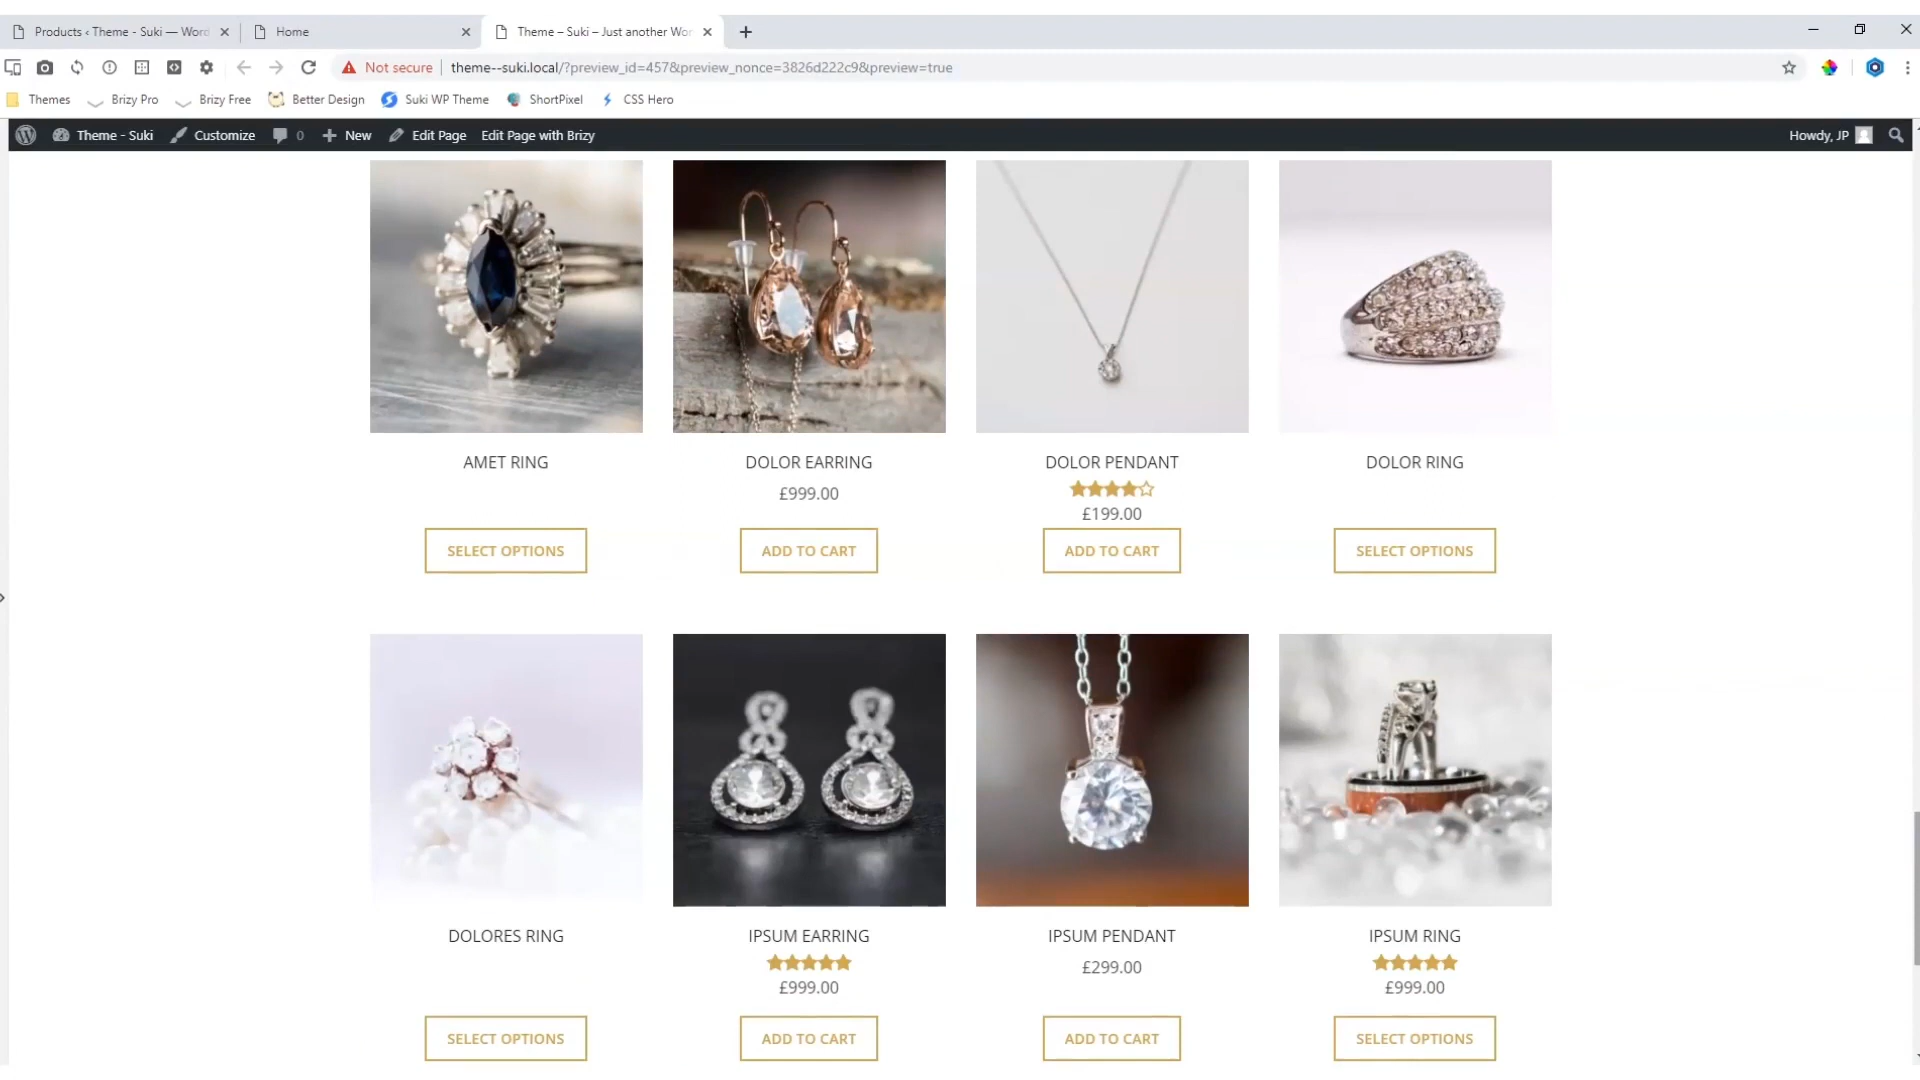 Products ‹ Theme - Suki — Word
Home
Theme – Suki – Just another Wor
Not secure
theme--suki.local/?preview_id=457&preview_nonce=3826d222c9&preview=true
Themes
Brizy Pro
Brizy Free
Better Design
Suki WP Theme
ShortPixel
CSS Hero
Theme - Suki
Customize
0
New
Edit Page
Edit Page with Brizy
Howdy, JP
AMET RING
DOLOR EARRING
DOLOR PENDANT
DOLOR RING
£999.00
£199.00
SELECT OPTIONS
ADD TO CART
ADD TO CART
SELECT OPTIONS
DOLORES RING
IPSUM EARRING
IPSUM PENDANT
IPSUM RING
£999.00
£299.00
£999.00
SELECT OPTIONS
ADD TO CART
ADD TO CART
SELECT OPTIONS